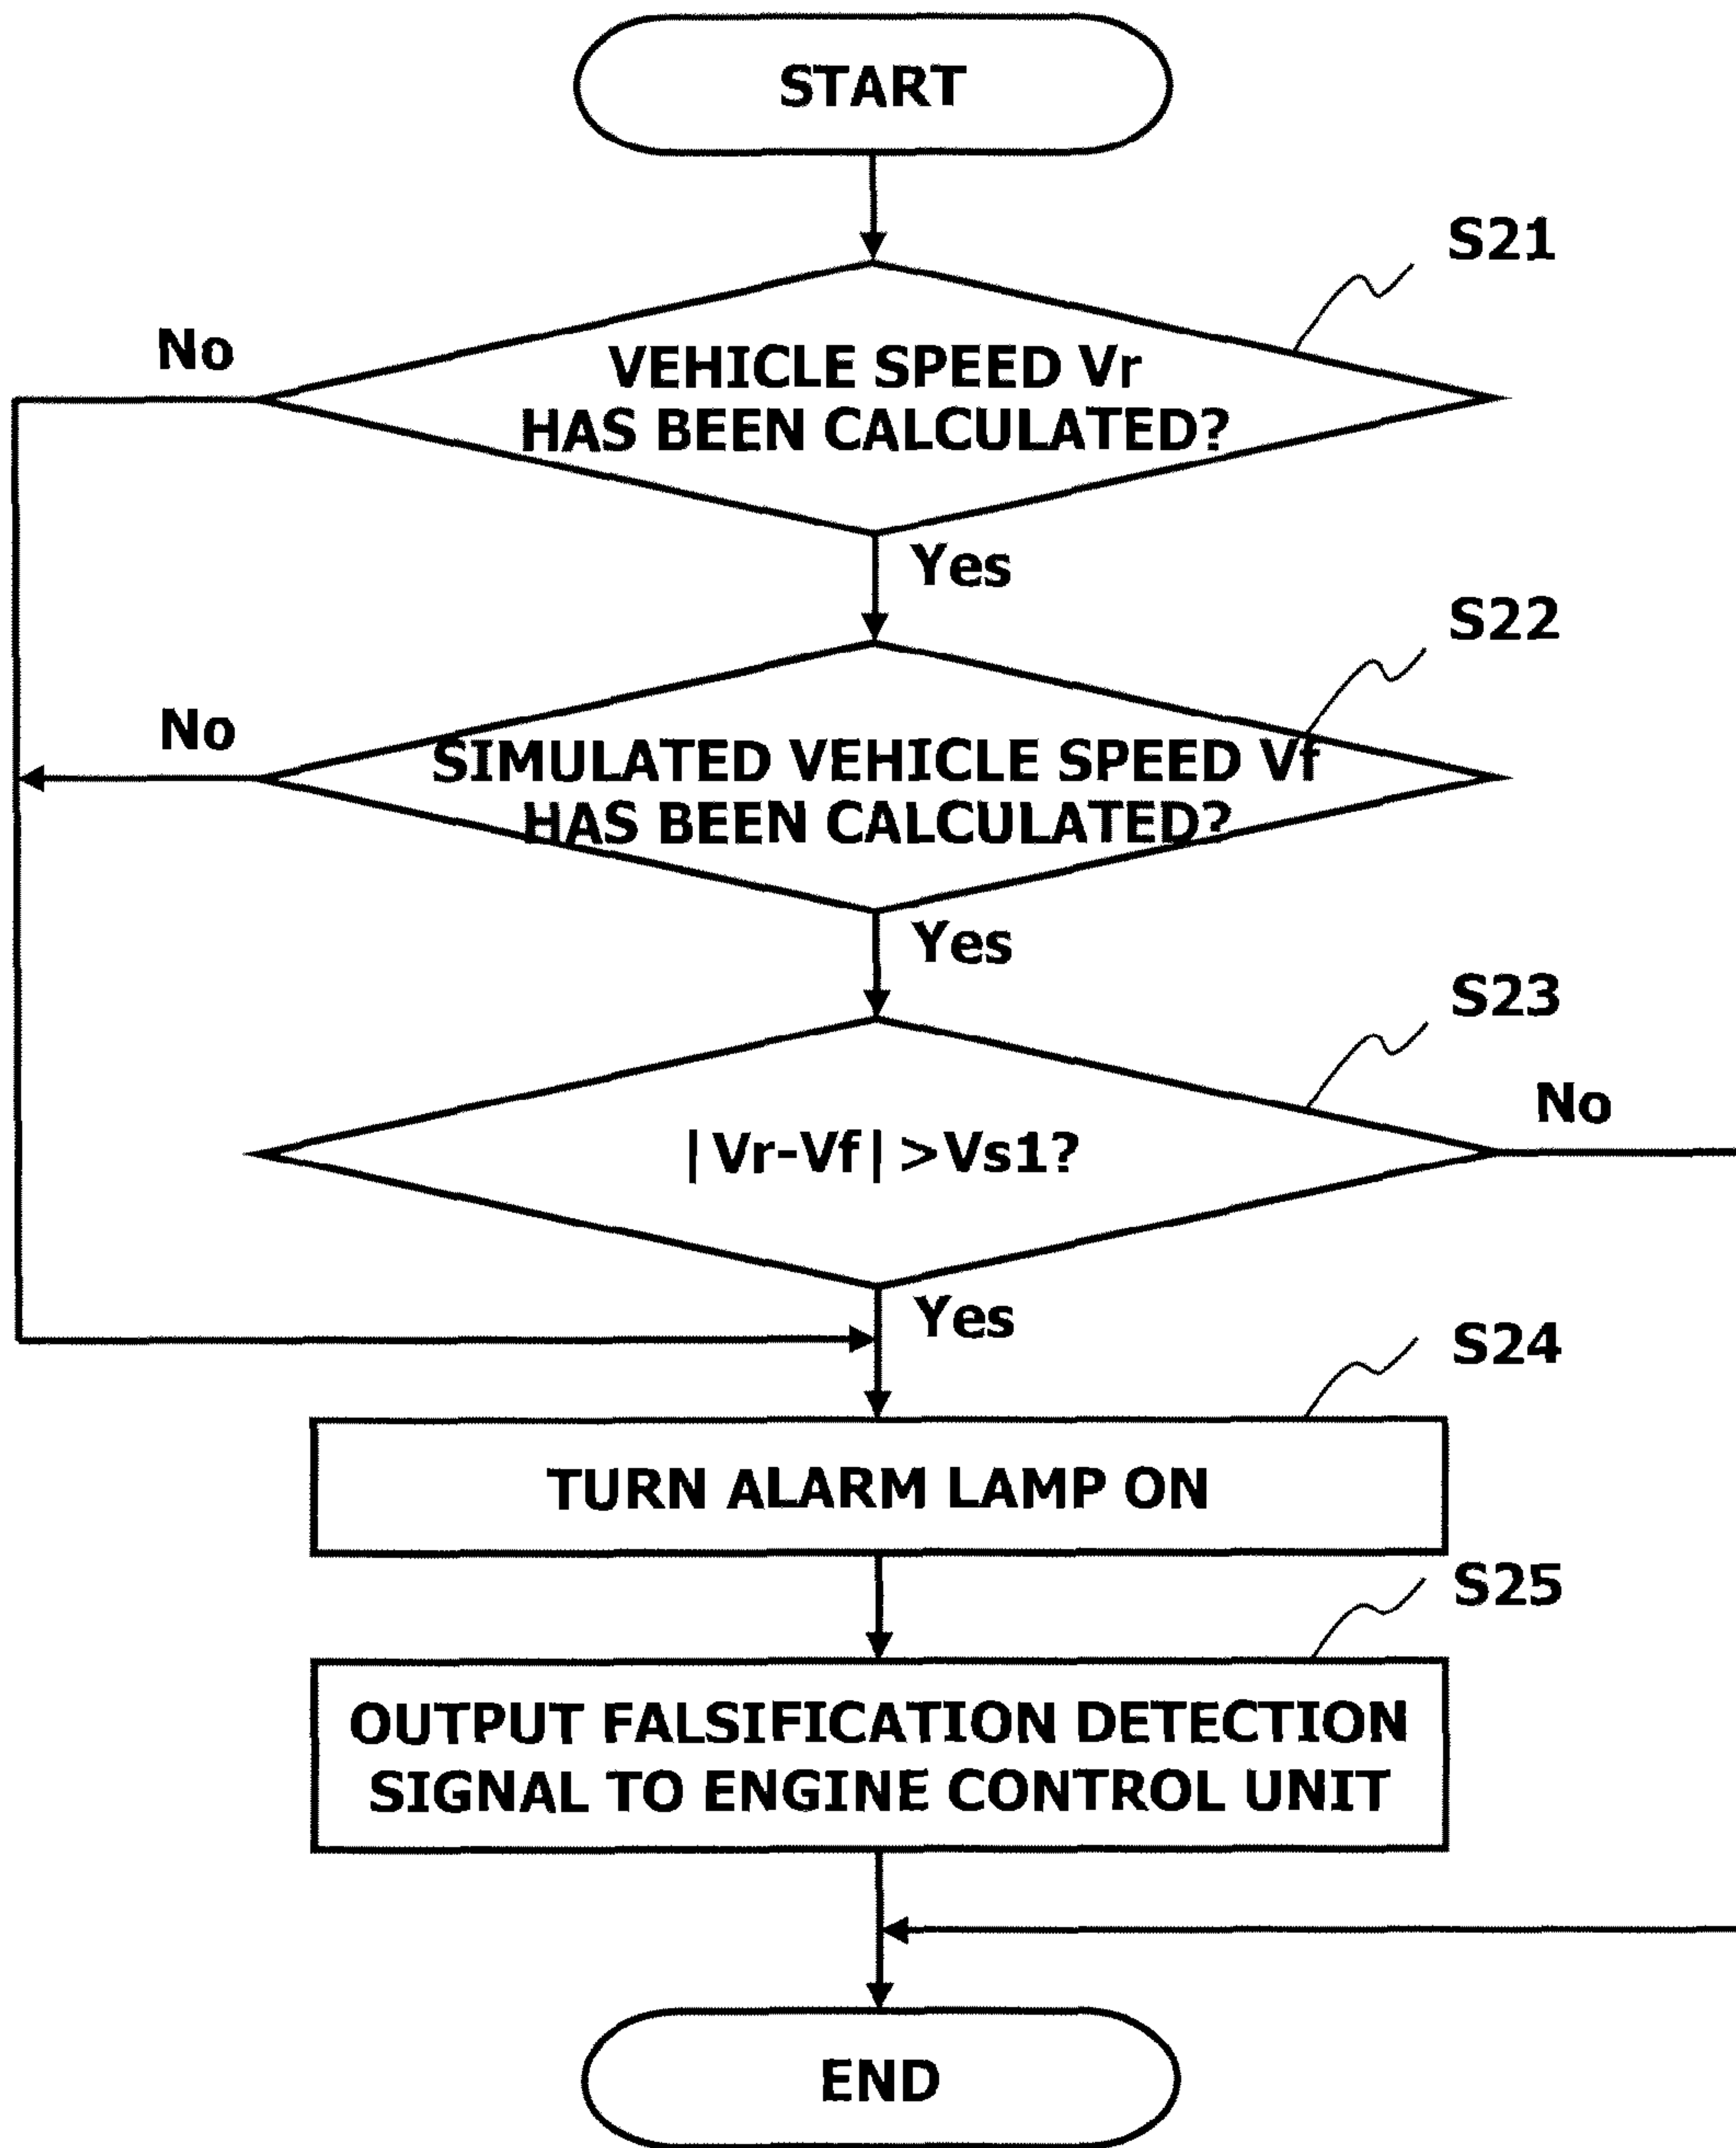 START
S21
No
VEHICLE SPEED Vr
HAS BEEN CALCULATED?
Yes
S22
No
SIMULATED VEHICLE SPEED Vf
HAS BEEN CALCULATED?
Yes
S23
No
|Vr-Vf|>Vs1?
Yes
S24
TURN ALARM LAMP ON
S25
OUTPUT FALSIFICATION DETECTION
SIGNAL TO ENGINE CONTROL UNIT
END